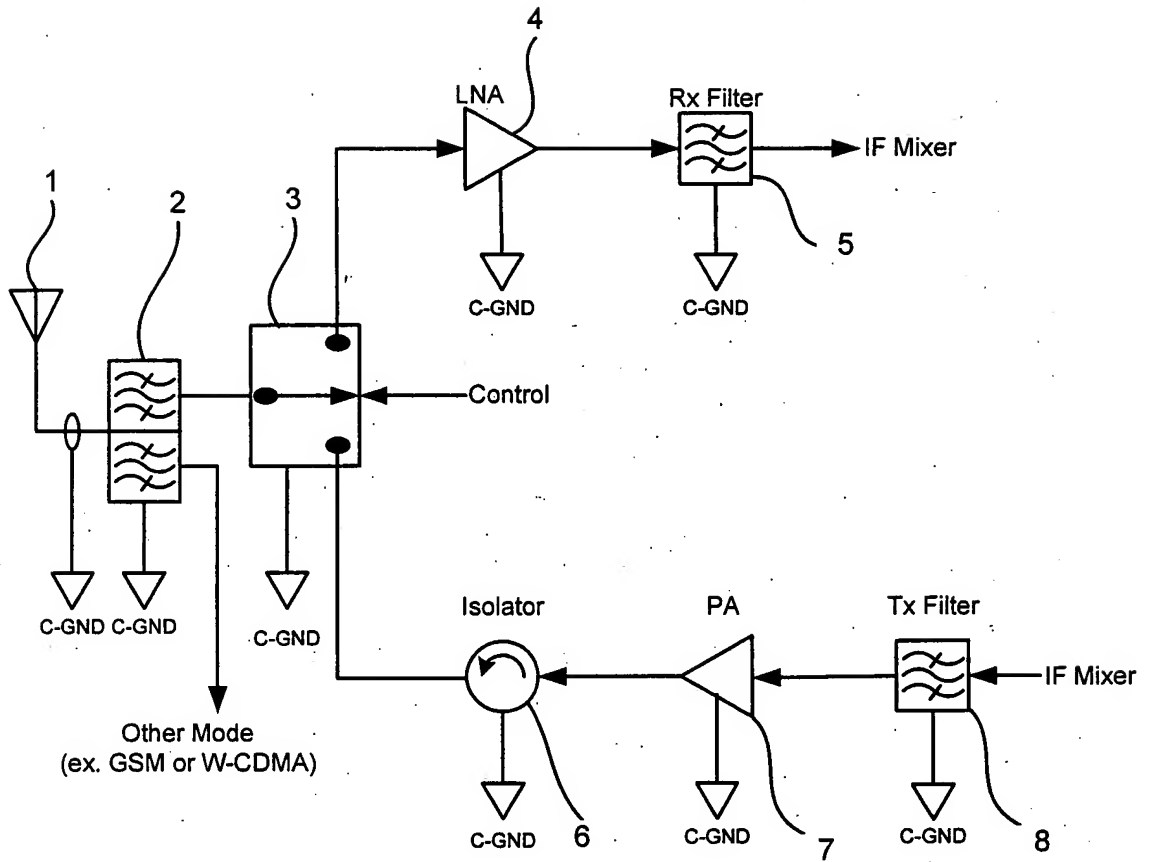 4
LNA
Rx Filter
IF Mixer
1
2
3
5
C-GND
C-GND
Control
C-GND
C-GND
C-GND
Isolator
PA
Tx Filter
IF Mixer
Other Mode
(ex. GSM or W-CDMA)
C-GND
6
C-GND
7
C-GND
8